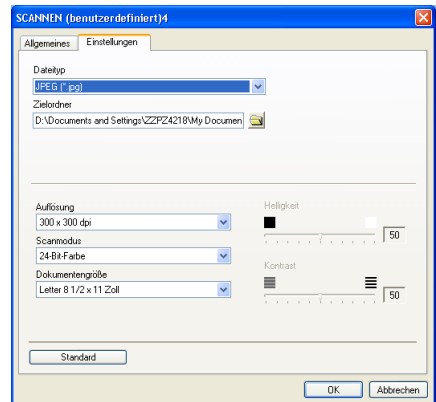 SCANNEN (benutzerdefiniert)4
Allgemeines Einstellungen
Dateityp
JPEG (*.jpg)
Zielordner
D:\Documents and Settings\ZZPZ4218\My Documen
Auflösung
300 x 300 dpi
Scanmodus
24-Bit-Farbe
Dokumentengröße
Letter 8 1/2 x 11 Zoll
Helligkeit
50
Kontrast
50
Standard
OK Abbrechen